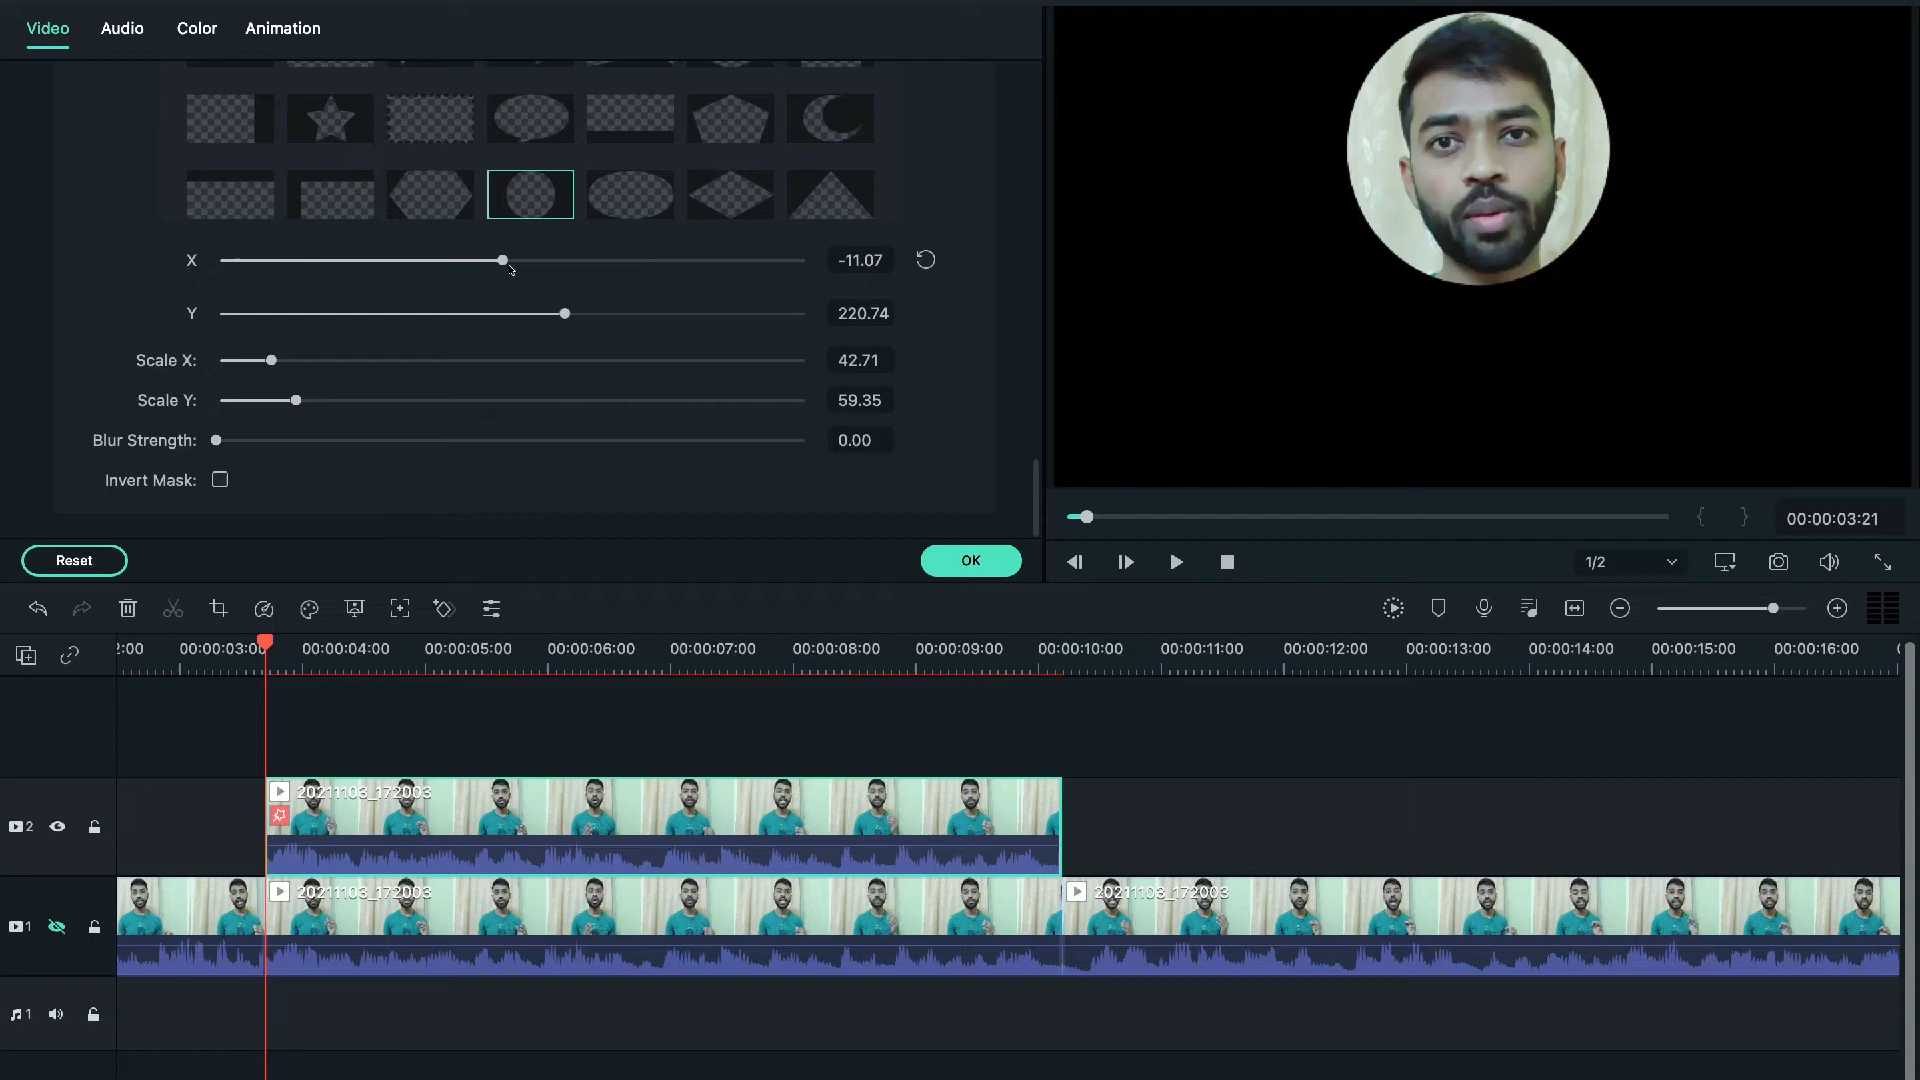 Video Audio Color Animation
X -11.07
Y 220.74
Scale X: 42.71
Scale Y: 59.35
Blur Strength: 0.00
Invert Mask:
{ } 00:00:03:21
Reset OK
1/2
2:00 00:00:03:00 00:00:04:00 00:00:05:00 00:00:06:00 00:00:07:00 00:00:08:00 00:00:09:00 00:00:10:00 00:00:11:00 00:00:12:00 00:00:13:00 00:00:14:00 00:00:15:00 00:00:16:00
20211103_172003
2
20211103_172003 20211103_172003
1
1